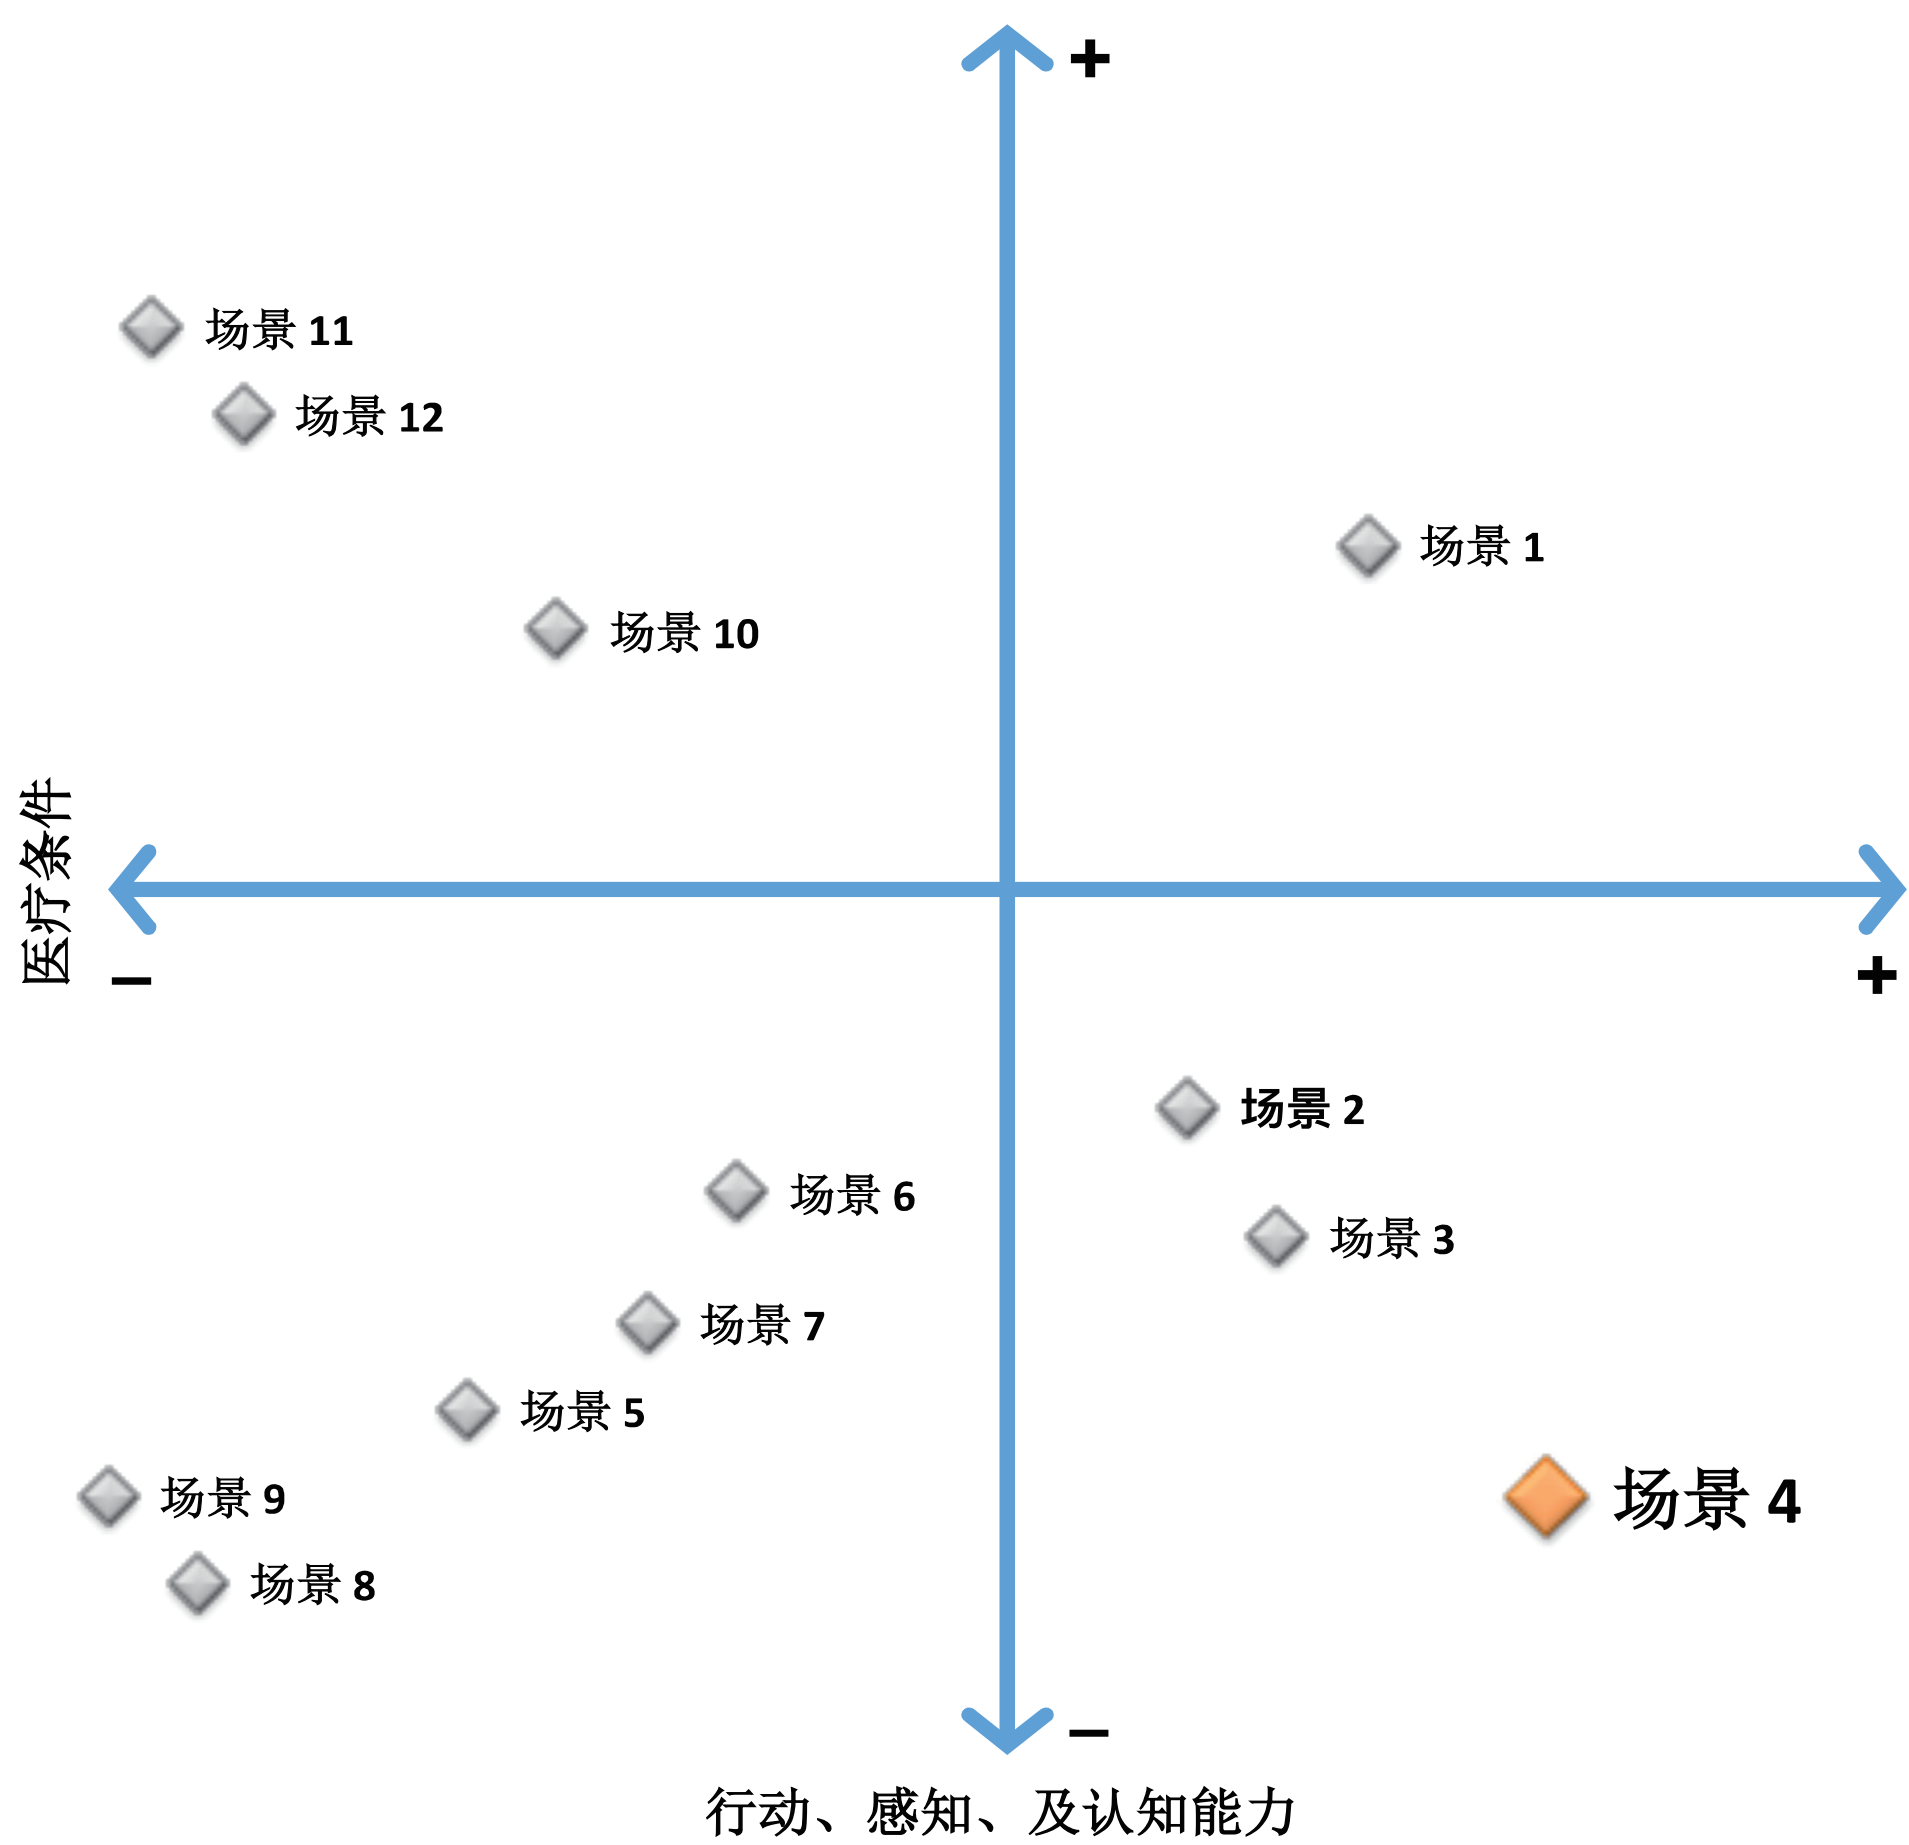 +
场景 11
场景 12
场景 1
场景 10
医疗条件
–
+
场景 2
场景 6
场景 3
场景 7
场景 5
场景 9
场景 4
场景 8
–
行动、感知、及认知能力